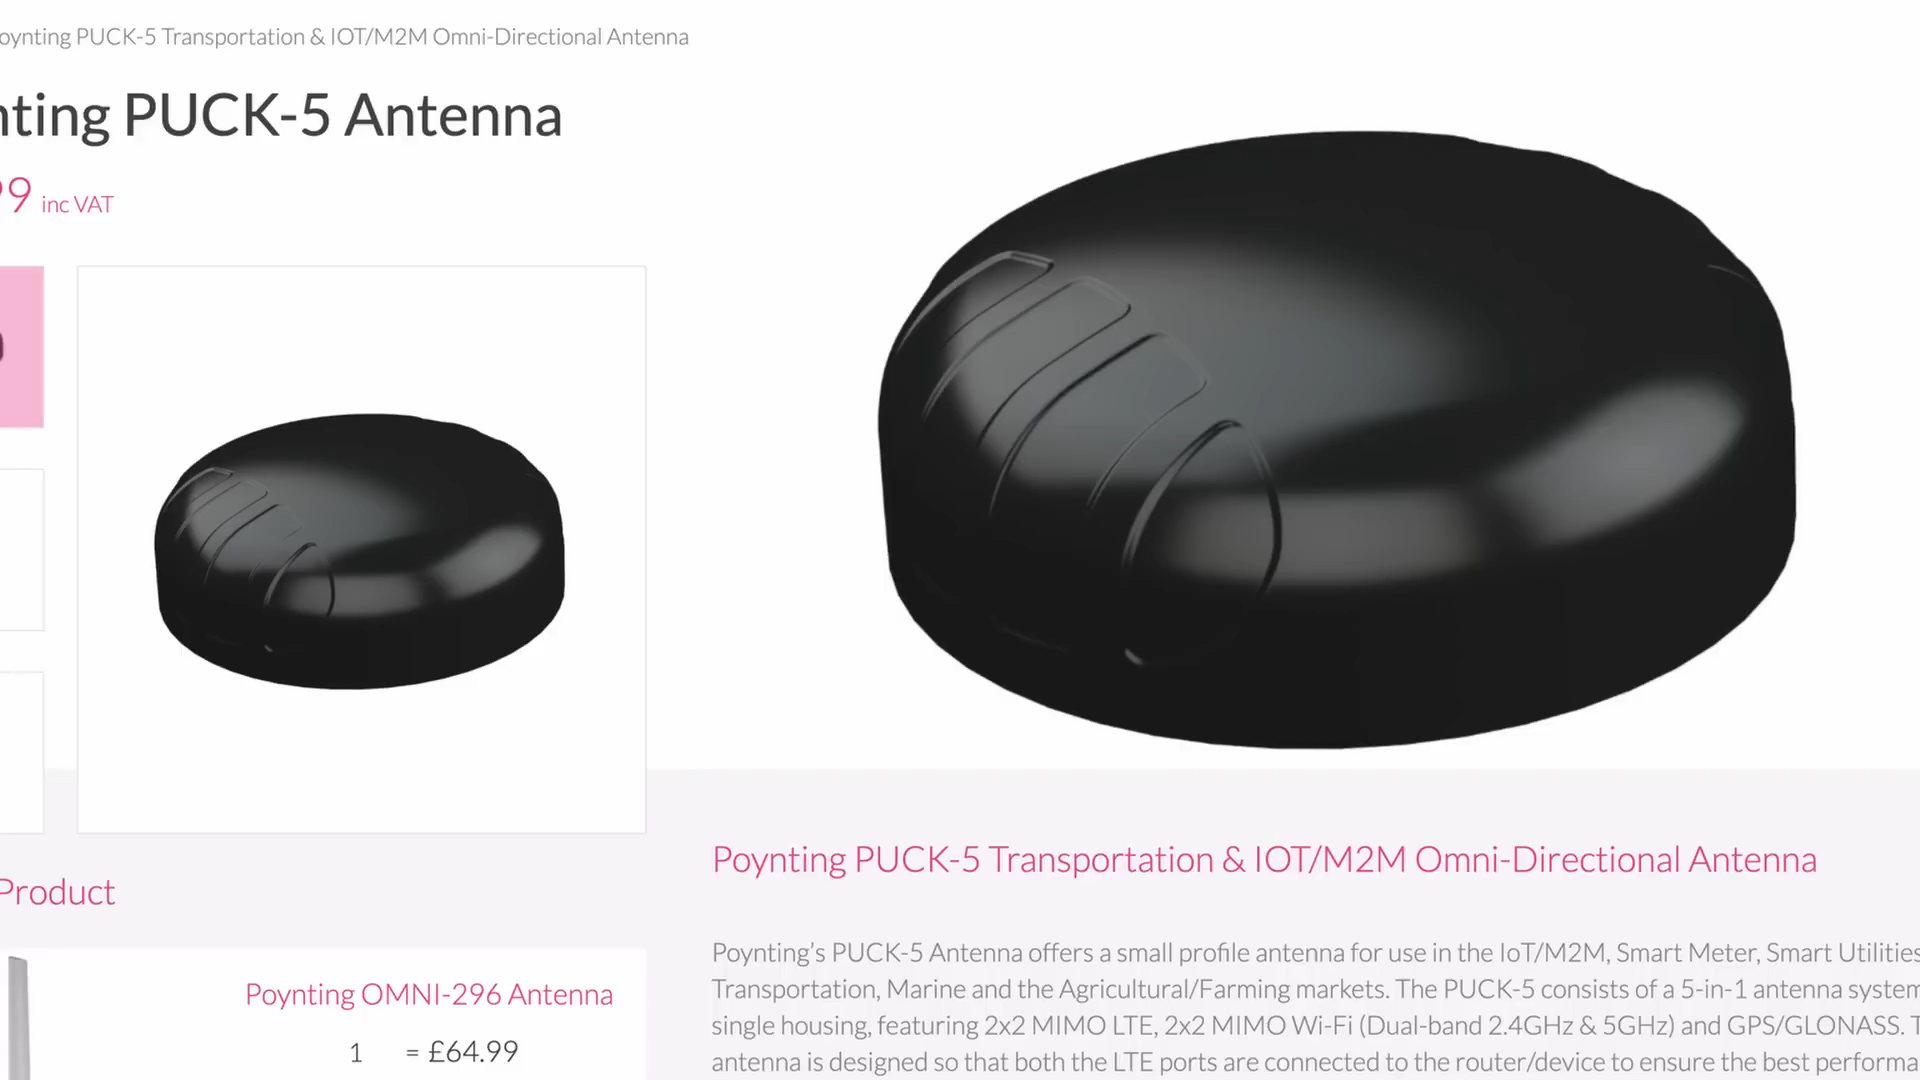 oynting PUCK-5 Transportation & IOT/M2M Omni-Directional Antenna
nting PUCK-5 Antenna
99 inc VAT
Product
Poynting OMNI-296 Antenna
1 = £64.99
Poynting PUCK-5 Transportation & IOT/M2M Omni-Directional Antenna
Poynting’s PUCK-5 Antenna offers a small profile antenna for use in the IoT/M2M, Smart Meter, Smart Utilities
Transportation, Marine and the Agricultural/Farming markets. The PUCK-5 consists of a 5-in-1 antenna system
single housing, featuring 2x2 MIMO LTE, 2x2 MIMO Wi-Fi (Dual-band 2.4GHz & 5GHz) and GPS/GLONASS. T
antenna is designed so that both the LTE ports are connected to the router/device to ensure the best performa